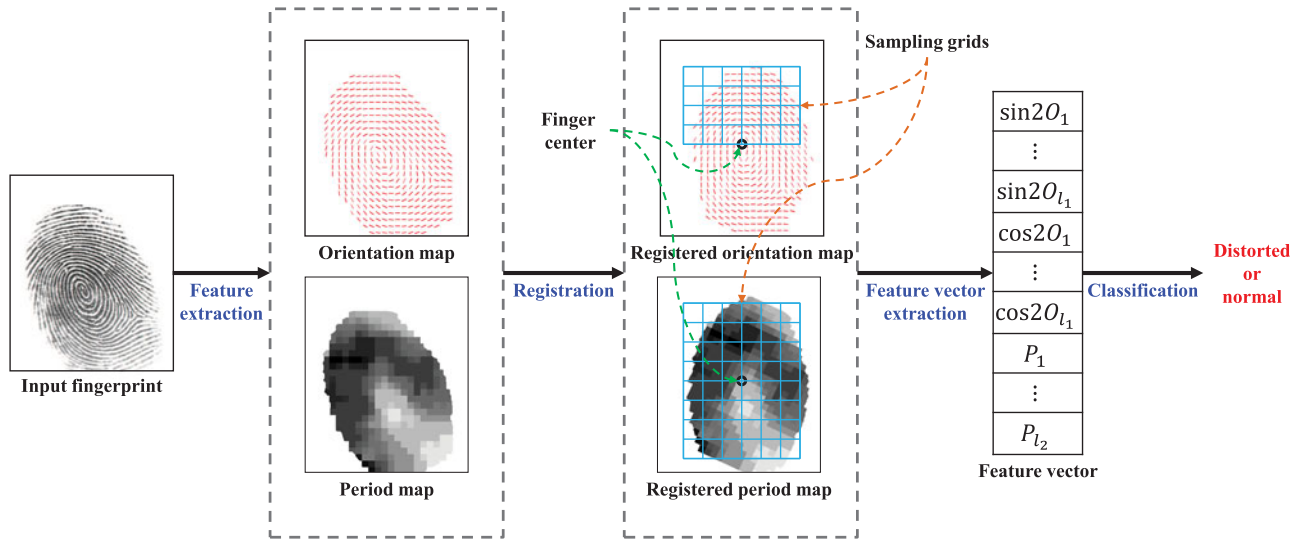 Input fingerprint
Feature
extraction
Orientation map
Period map
Registration
Finger
center
Sampling grids
Registered orientation map
Registered period map
Feature vector
extraction
sin2O₁
⋮
sin2Oₗ₁
cos2O₁
⋮
cos2Oₗ₁
P₁
⋮
Pₗ₂
Feature vector
Classification
Distorted
or
normal